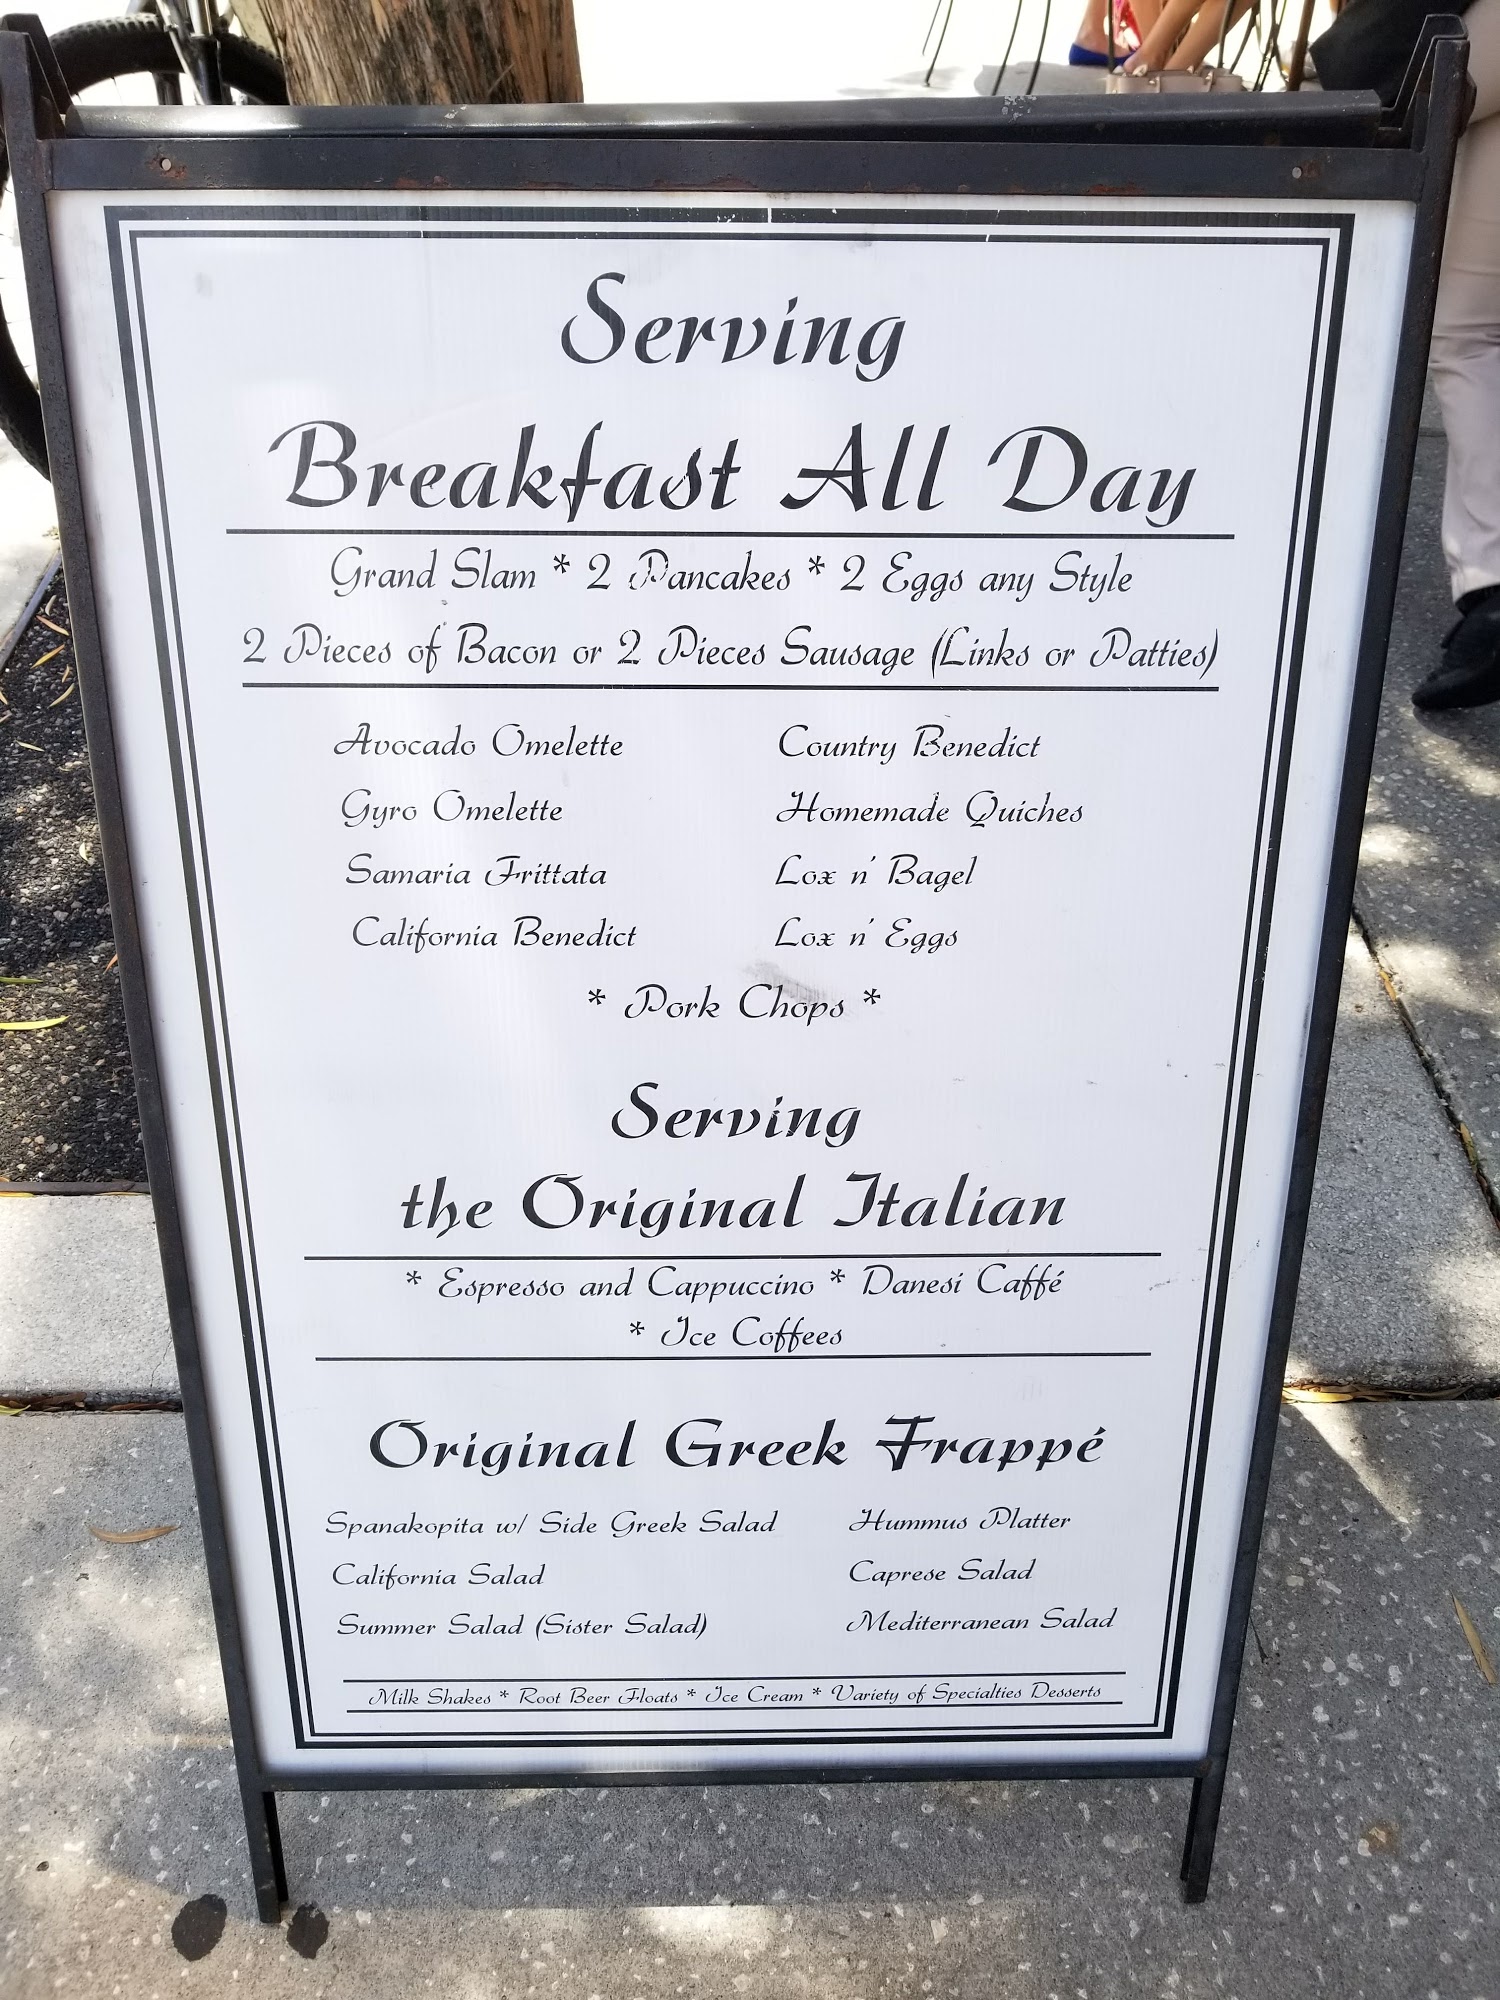 Serving
Breakfast All Day
Grand Slam * 2 Pancakes * 2 Eggs any Style
2 Pieces of Bacon or 2 Pieces Sausage (Links or Patties)
Avocado Omelette
Gyro Omelette
Samaria Frittata
California Benedict
Country Benedict
Homemade Quiches
Lox n' Bagel
Lox n' Eggs
* Pork Chops *
Serving
the Original Italian
* Espresso and Cappuccino * Danesi Caffé
* Ice Coffees
Original Greek Frappé
Spanakopita w/ Side Greek Salad
California Salad
Summer Salad (Sister Salad)
Hummus Platter
Caprese Salad
Mediterranean Salad
Milk Shakes * Root Beer Floats * Ice Cream * Variety of Specialties Desserts